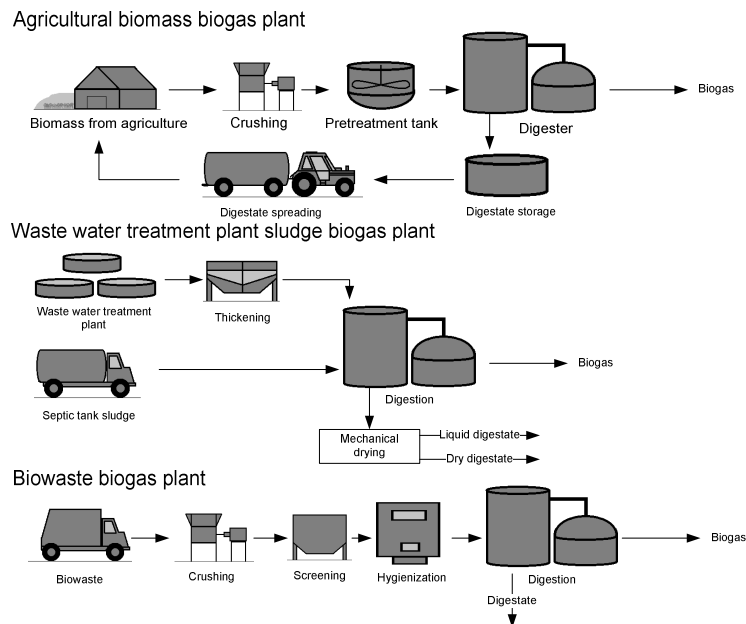 Agricultural biomass biogas plant
Biogas
Biomass from agriculture
Crushing
Pretreatment tank
Digester
Digestate spreading
Digestate storage
Waste water treatment plant sludge biogas plant
Waste water treatment
plant
Thickening
Biogas
Septic tank sludge
Digestion
Mechanical
drying
Liquid digestate
Dry digestate
Biowaste biogas plant
Biogas
Biowaste
Crushing
Screening
Hygienization
Digestion
Digestate